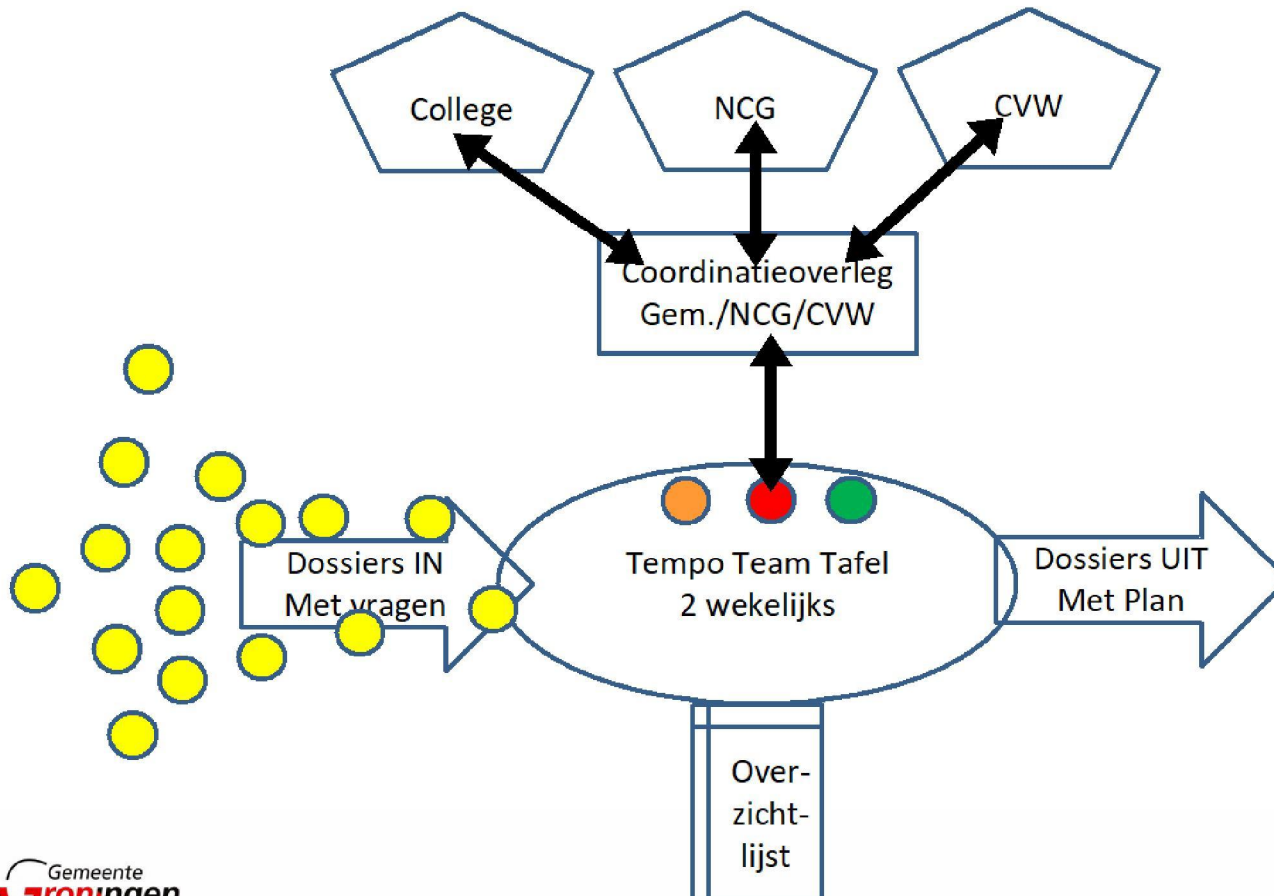 College
NCG
CVW
Coordinatieoverleg
Gem./NCG/CVW
Dossiers IN
Met vragen
Tempo Team Tafel
2 wekelijks
Dossiers UIT
Met Plan
Over-
zicht-
lijst
Gemeente
Groningen